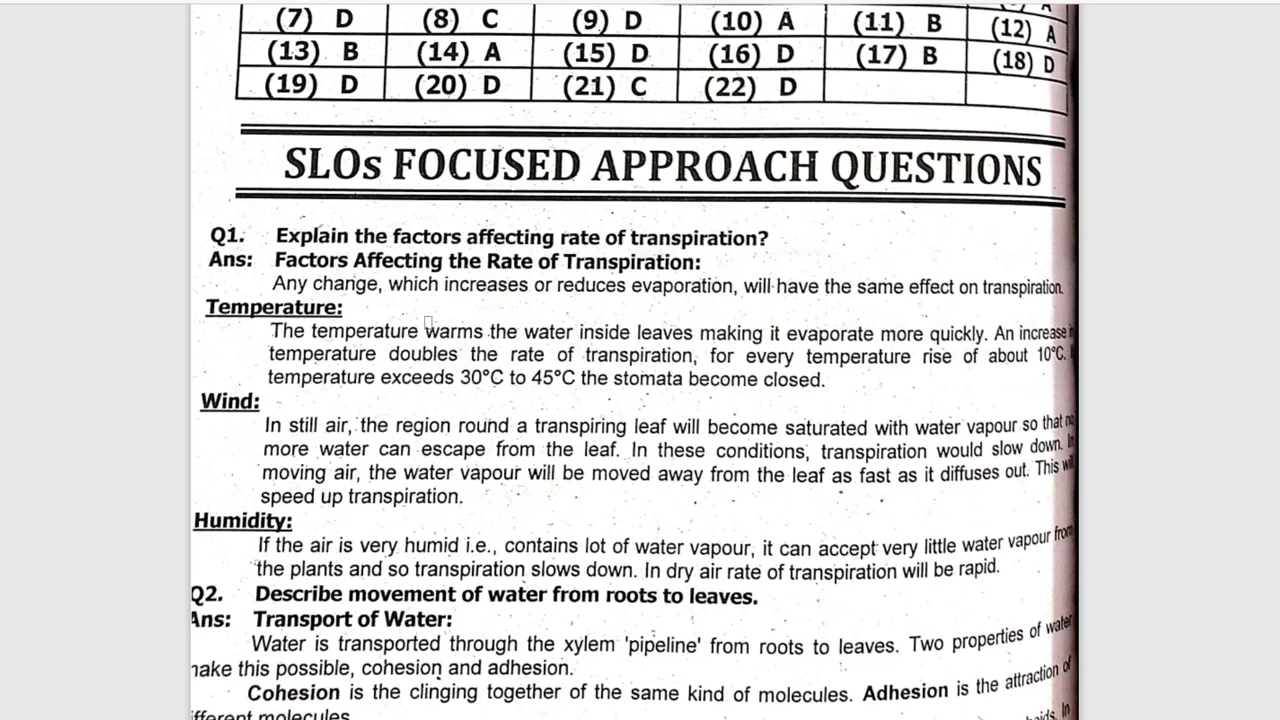 (7) D (8) C (9) D (10) A (11) B (12) A
(13) B (14) A (15) D (16) D (17) B (18) D
(19) D (20) D (21) C (22) D
SLOs FOCUSED APPROACH QUESTIONS
Q1. Explain the factors affecting rate of transpiration?
Ans: Factors Affecting the Rate of Transpiration:
Any change, which increases or reduces evaporation, will have the same effect on transpiration.
Temperature:
The temperature warms the water inside leaves making it evaporate more quickly. An increase
temperature doubles the rate of transpiration, for every temperature rise of about 10°C.
temperature exceeds 30°C to 45°C the stomata become closed.
Wind:
In still air, the region round a transpiring leaf will become saturated with water vapour so that no
more water can escape from the leaf. In these conditions, transpiration would slow down. In
moving air, the water vapour will be moved away from the leaf as fast as it diffuses out. This will
speed up transpiration.
Humidity:
If the air is very humid i.e., contains lot of water vapour, it can accept very little water vapour from
the plants and so transpiration slows down. In dry air rate of transpiration will be rapid.
Q2. Describe movement of water from roots to leaves.
Ans: Transport of Water:
Water is transported through the xylem 'pipeline' from roots to leaves. Two properties of water
make this possible, cohesion and adhesion.
Cohesion is the clinging together of the same kind of molecules. Adhesion is the attraction of
different molecules